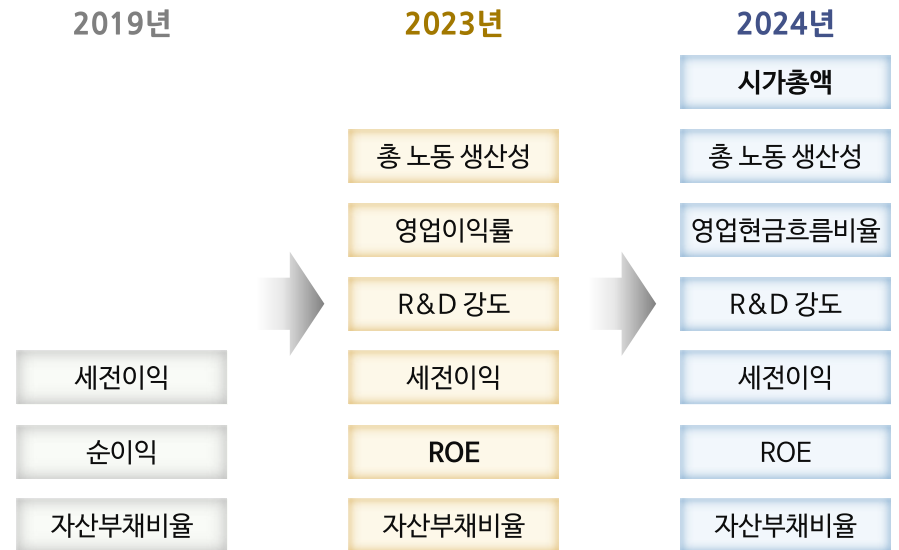 2019년
2023년
2024년
시가총액
총 노동 생산성
총 노동 생산성
영업이익률
영업현금흐름비율
R&D 강도
R&D 강도
세전이익
세전이익
세전이익
순이익
ROE
ROE
자산부채비율
자산부채비율
자산부채비율